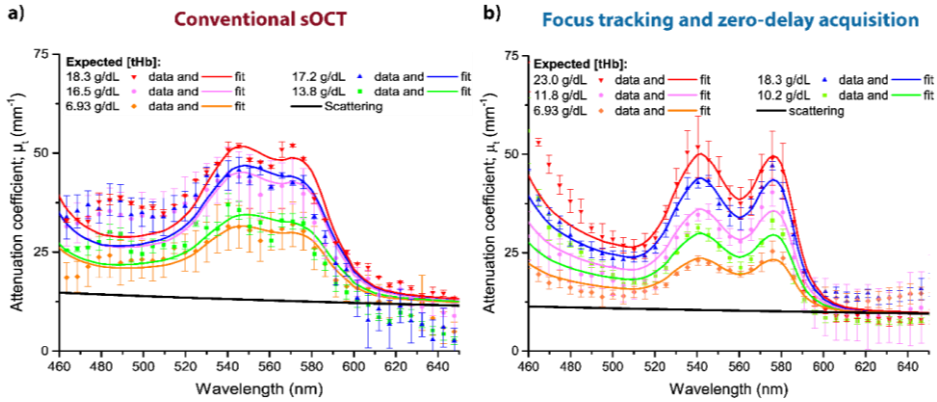 a)
Conventional sOCT
Attenuation coefficient; μt (mm⁻¹)
75
50
25
0
Expected [tHb]:
18.3 g/dL data and fit 17.2 g/dL data and fit
16.5 g/dL data and fit 13.8 g/dL data and fit
6.93 g/dL data and fit Scattering
460 480 500 520 540 560 580 600 620 640
Wavelength (nm)
b)
Focus tracking and zero-delay acquisition
Attenuation coefficient; μt (mm⁻¹)
75
50
25
0
Expected [tHb]:
23.0 g/dL data and fit 18.3 g/dL data and fit
11.8 g/dL data and fit 10.2 g/dL data and fit
6.93 g/dL data and fit scattering
460 480 500 520 540 560 580 600 620 640
Wavelength (nm)